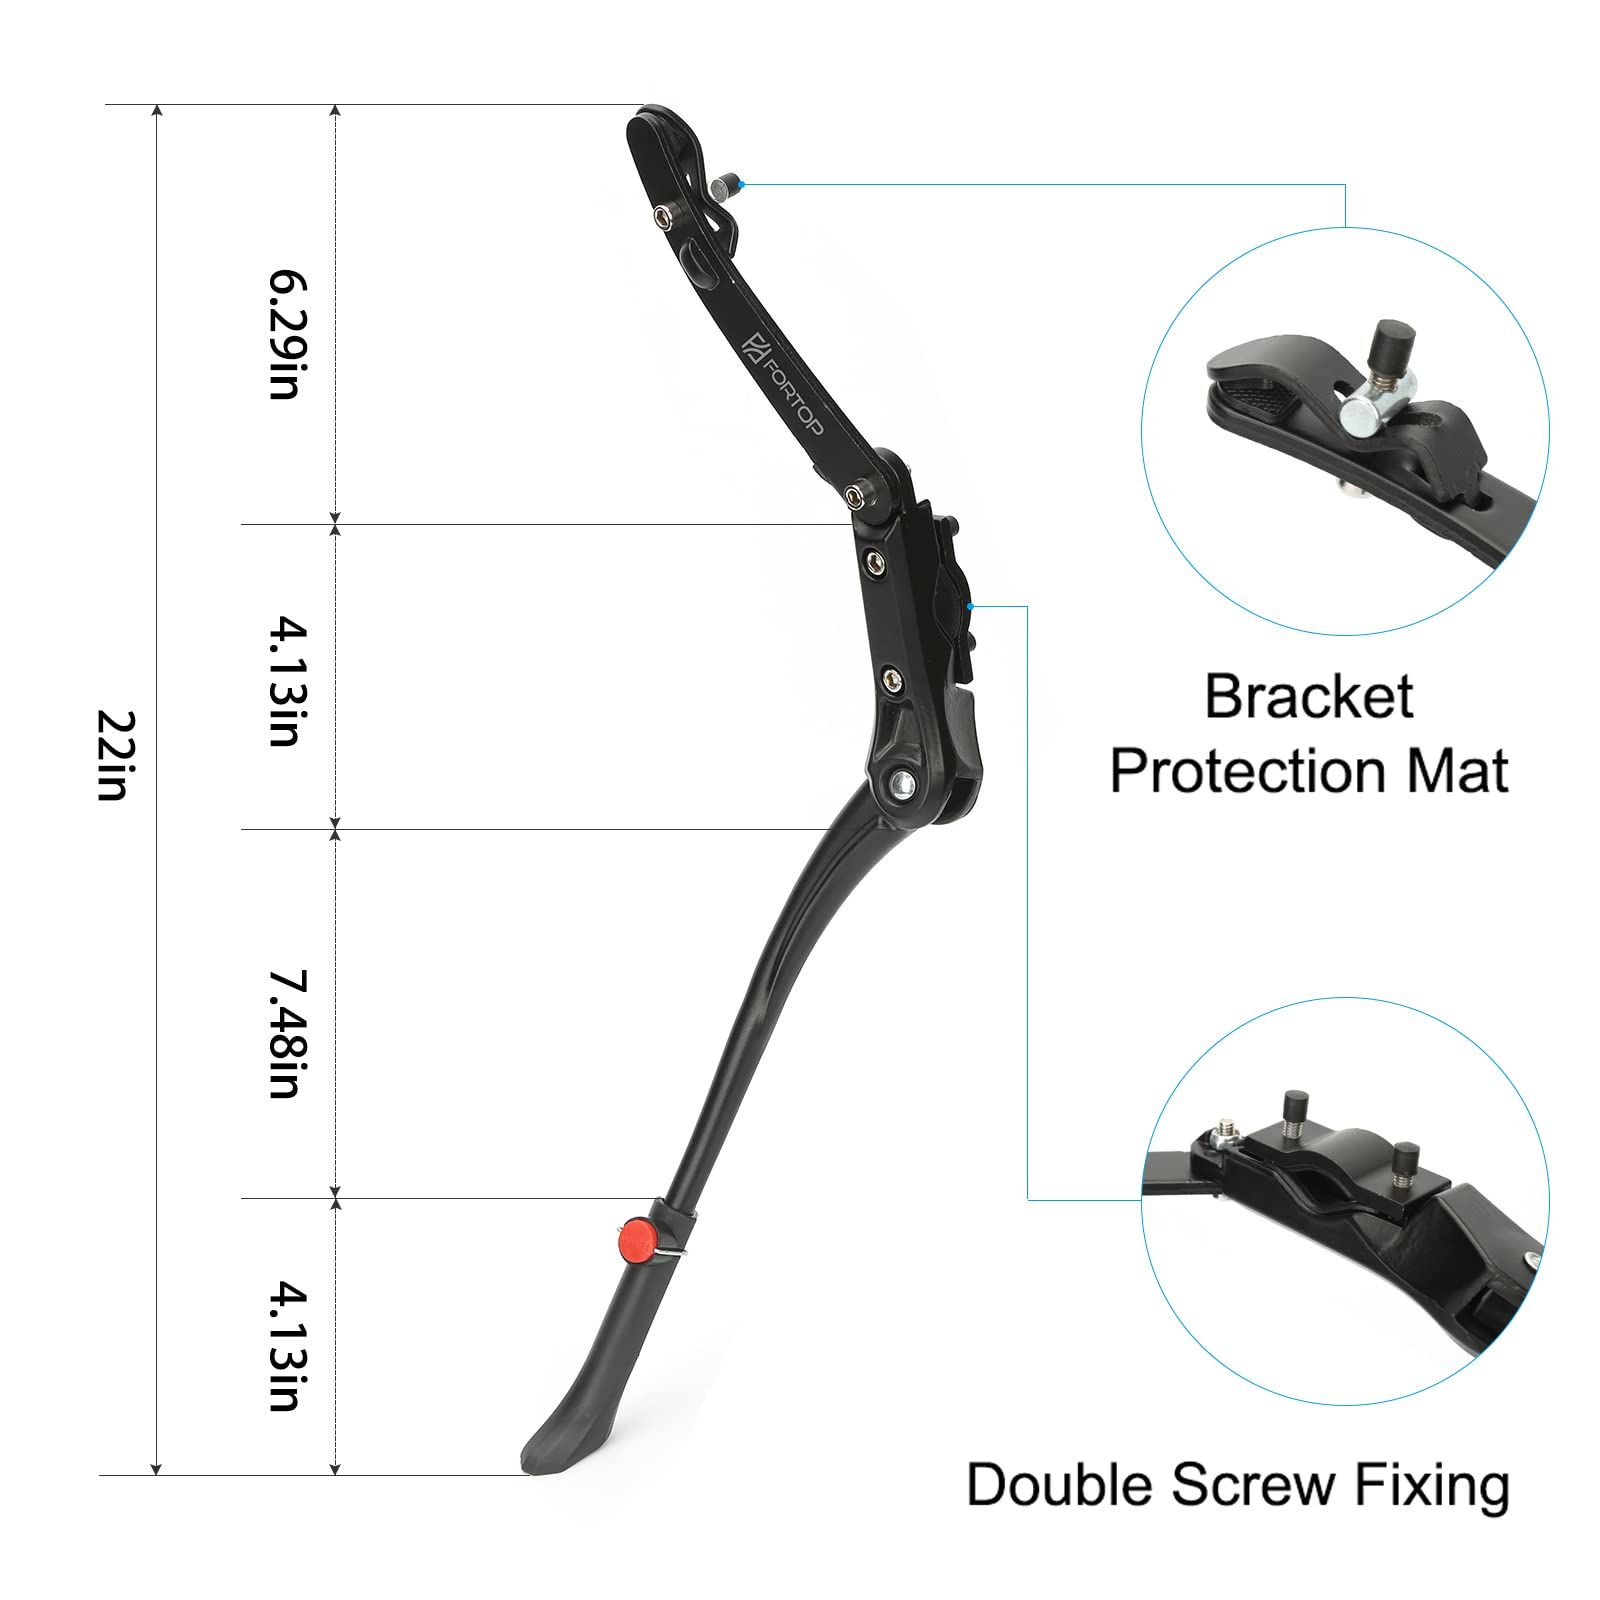 6.29in
4.13in
22in
7.48in
4.13in
FORTOP
Bracket
Protection Mat
Double Screw Fixing